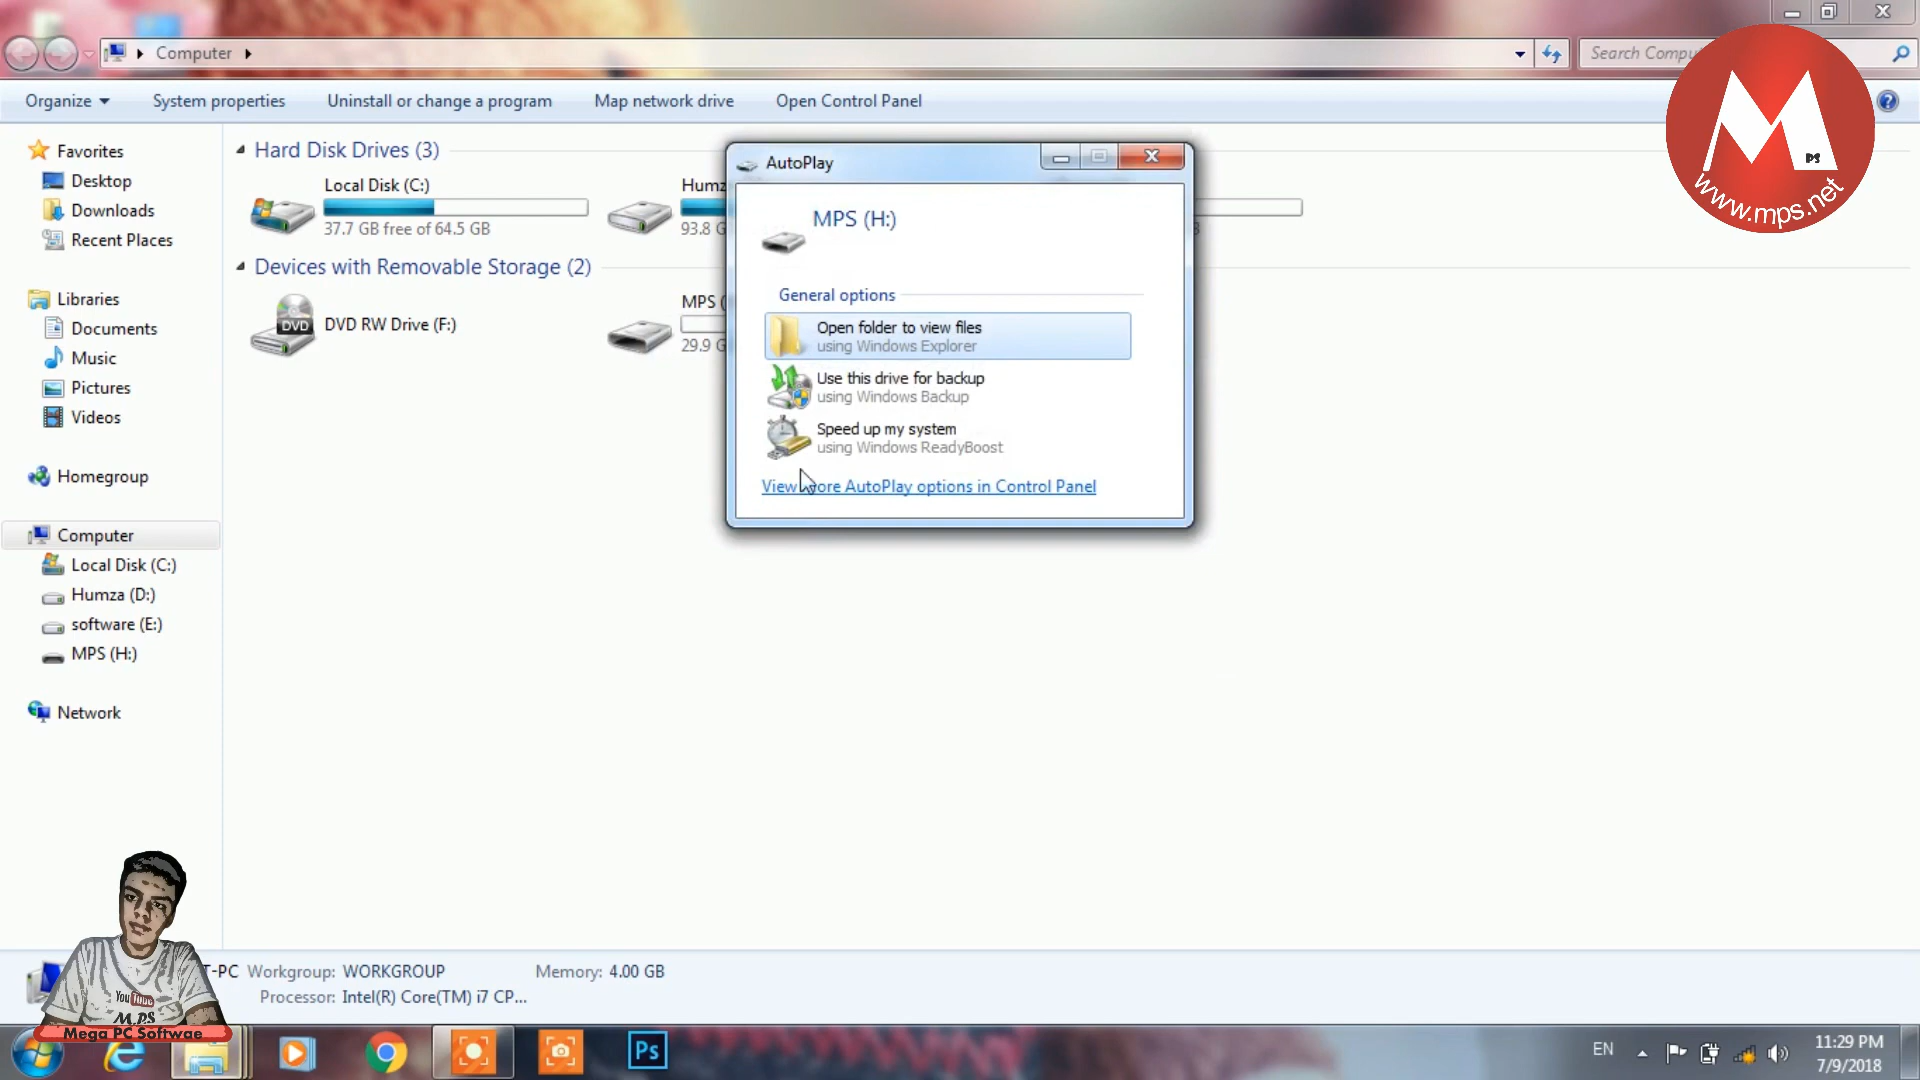 Computer
Search Compu
Organize
System properties
Uninstall or change a program
Map network drive
Open Control Panel
M
PS
www.mps.net
Favorites
Desktop
Downloads
Recent Places
Libraries
Documents
Music
Pictures
Videos
Homegroup
Computer
Local Disk (C:)
Humza (D:)
software (E:)
MPS (H:)
Network
Hard Disk Drives (3)
Local Disk (C:)
37.7 GB free of 64.5 GB
Humz
93.8 G
Devices with Removable Storage (2)
DVD
DVD RW Drive (F:)
MPS (
29.9 G
AutoPlay
MPS (H:)
General options
Open folder to view files
using Windows Explorer
Use this drive for backup
using Windows Backup
Speed up my system
using Windows ReadyBoost
View more AutoPlay options in Control Panel
T-PC
Workgroup: WORKGROUP
Memory: 4.00 GB
Processor: Intel(R) Core(TM) i7 CP...
YouTube
M.PS
Mega PC Softwae
Ps
EN
11:29 PM
7/9/2018